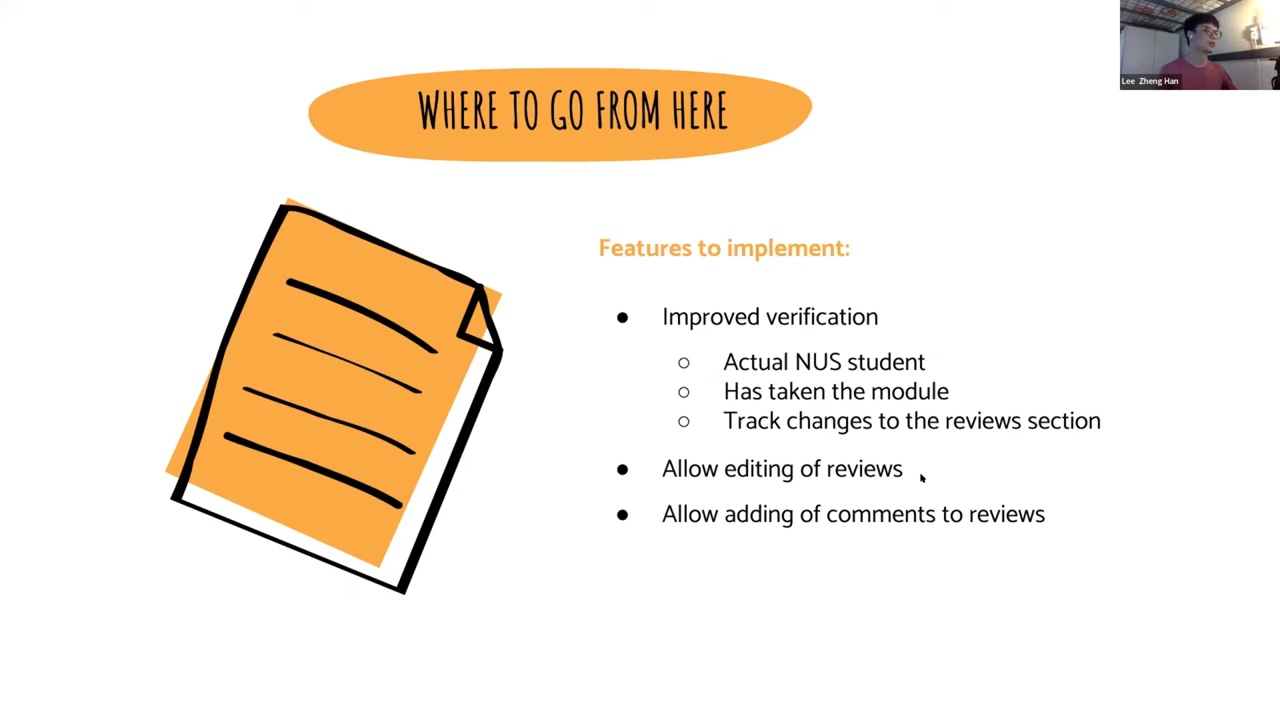 Lee Zheng Han
WHERE TO GO FROM HERE
Features to implement:
● Improved verification
○ Actual NUS student
○ Has taken the module
○ Track changes to the reviews section
● Allow editing of reviews
● Allow adding of comments to reviews